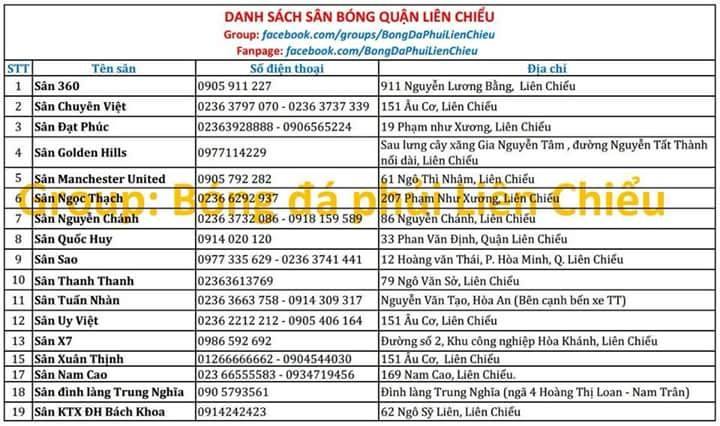 DANH SÁCH SÂN BÓNG QUẬN LIÊN CHIỂU
Group: facebook.com/groups/BongDaPhuiLienChieu
Fanpage: facebook.com/BongDaPhuiLienChieu
STT Tên sân Số điện thoại Địa chỉ
1 Sân 360 0905 911 227 911 Nguyễn Lương Bằng, Liên Chiểu
2 Sân Chuyên Việt 0236 3797 070 - 0236 3737 339 151 Âu Cơ, Liên Chiểu
3 Sân Đạt Phúc 02363928888 - 0906565224 19 Phạm như Xương, Liên Chiểu
4 Sân Golden Hills 0977114229 Sau lưng cây xăng Gia Nguyễn Tâm , đường Nguyễn Tất Thành
nối dài, Liên Chiểu
5 Sân Manchester United 0905 792 282 61 Ngô Thị Nhậm, Liên Chiểu
6 Sân Ngọc Thạch 0236 6292 937 207 Phạm Như Xương, Liên Chiểu
Group: Bóng đá phủi Liên Chiểu
7 Sân Nguyễn Chánh 0236 3732 086 - 0918 159 589 86 Nguyễn Chánh, Liên Chiểu
8 Sân Quốc Huy 0914 020 120 33 Phan Văn Định, Quận Liên Chiểu
9 Sân Sao 0977 335 629 - 0236 3741 441 12 Hoàng văn Thái, P. Hòa Minh, Q. Liên Chiểu
10 Sân Thanh Thanh 02363613769 79 Ngô Văn Sở, Liên Chiểu
11 Sân Tuấn Nhàn 0236 3663 758 - 0914 309 317 Nguyễn Văn Tạo, Hòa An (Bên cạnh bến xe TT)
12 Sân Uy Việt 0236 2212 212 - 0905 406 164 151 Âu Cơ, Liên Chiểu
13 Sân X7 0986 592 692 Đường số 2, Khu công nghiệp Hòa Khánh, Liên Chiểu
15 Sân Xuân Thịnh 01266666662 - 0904544030 151 Âu Cơ, Liên Chiểu
17 Sân Nam Cao 023 66555583 - 0934719456 169 Nam Cao, Liên Chiểu.
18 Sân đình làng Trung Nghĩa 090 5793561 Đình làng Trung Nghĩa (ngã 4 Hoàng Thị Loan - Nam Trân)
19 Sân KTX ĐH Bách Khoa 0914242423 62 Ngô Sỹ Liên, Liên Chiểu